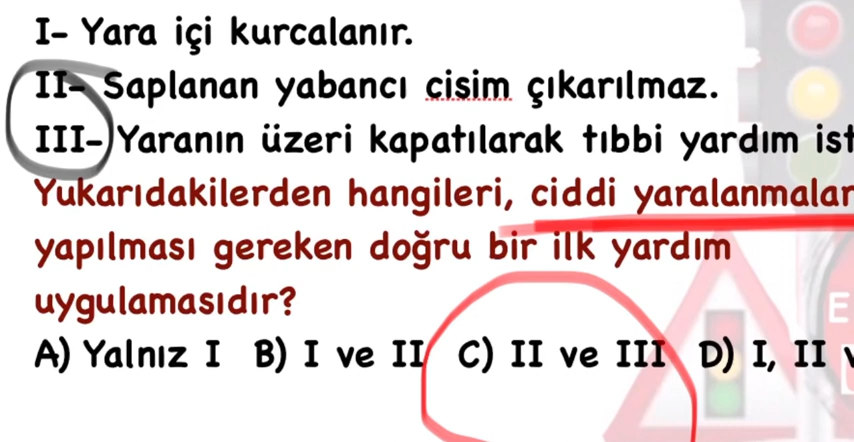 I- Yara içi kurcalanır.
II- Saplanan yabancı cisim çıkarılmaz.
III- Yaranın üzeri kapatılarak tıbbi yardım ist
Yukarıdakilerden hangileri, ciddi yaralanmalar
yapılması gereken doğru bir ilk yardım
uygulamasıdır?
A) Yalnız I B) I ve II C) II ve III D) I, II v
E